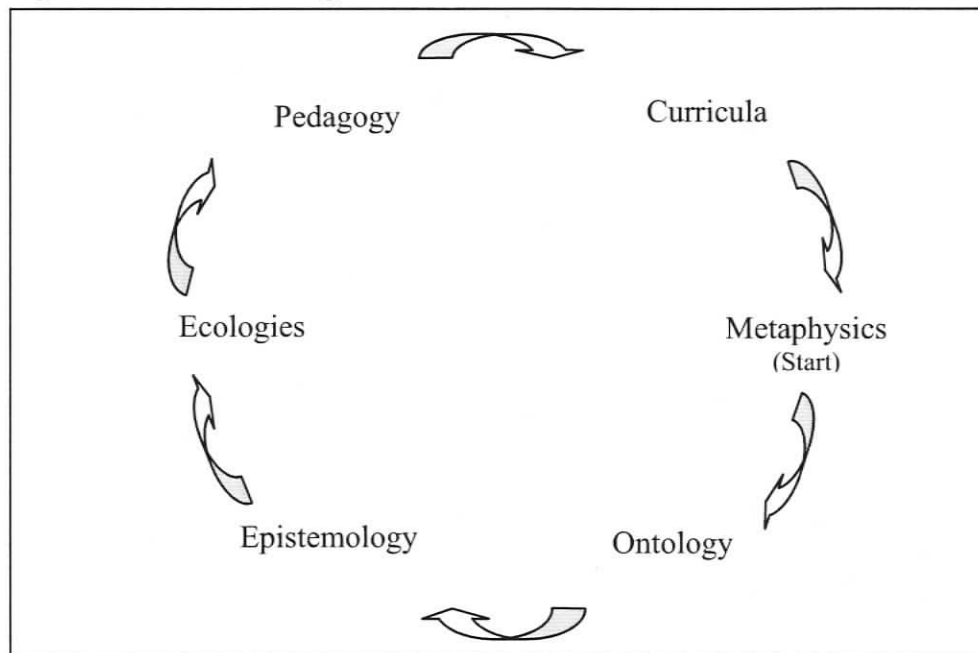 Pedagogy
Curricula
Ecologies
Metaphysics
(Start)
Epistemology
Ontology